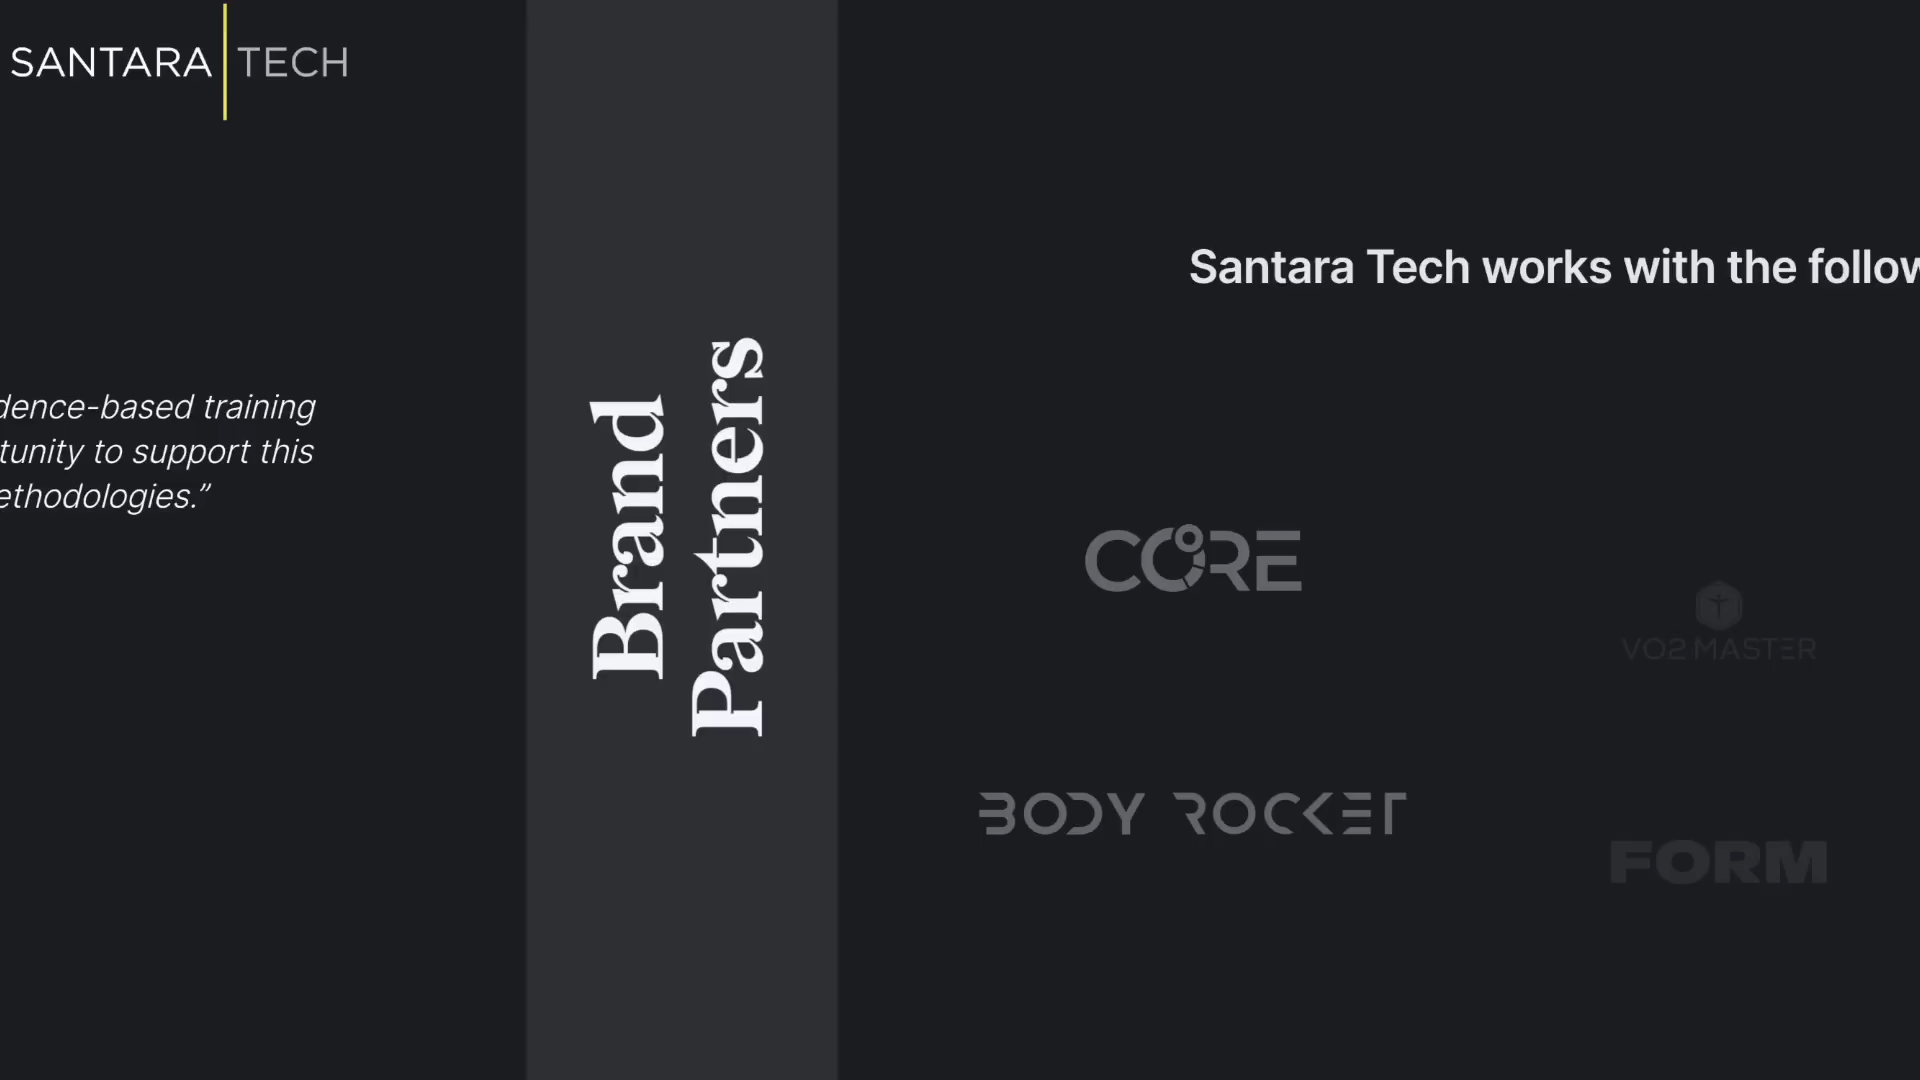 SANTARA TECH
dence-based training
tunity to support this
ethodologies.”
Brand
Partners
Santara Tech works with the follow
CORE
VO2 MASTER
BODY ROCKET
FORM